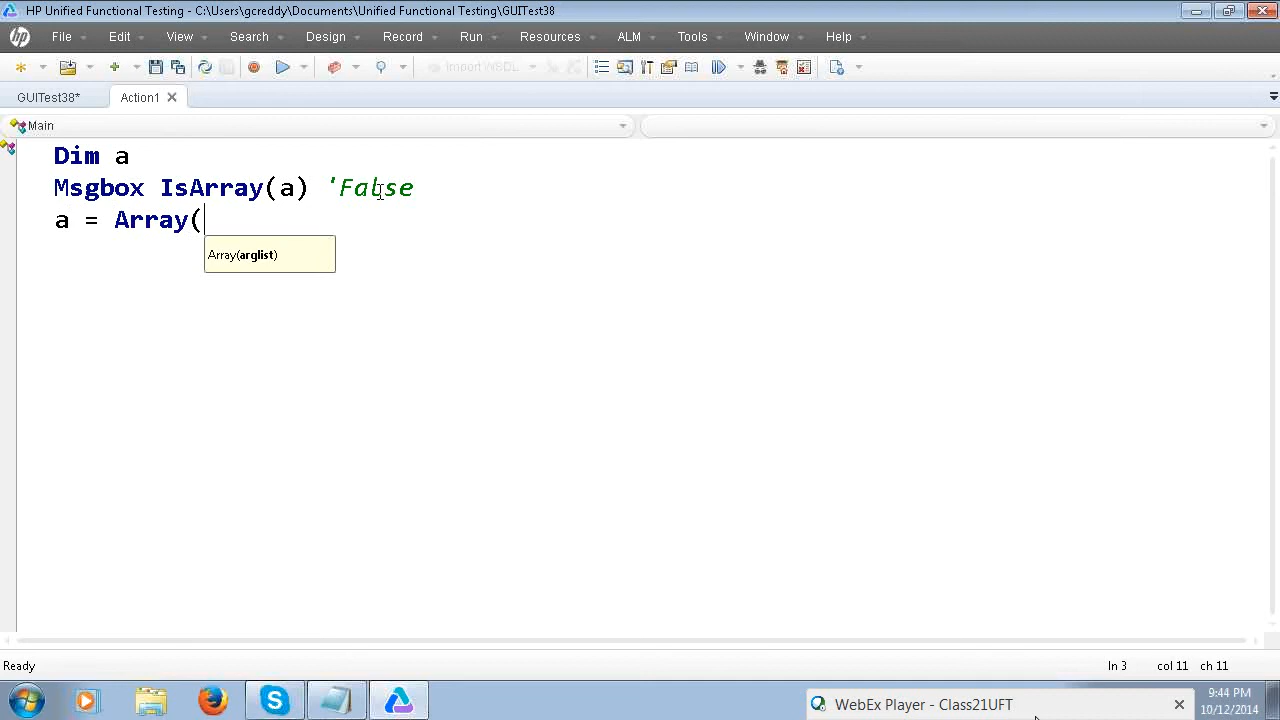 HP Unified Functional Testing - C:\Users\gcreddy\Documents\Unified Functional Testing\GUITest38
hp File Edit View Search Design Record Run Resources ALM Tools Window Help
Import WSDL
GUITest38* Action1
Main
Dim a
Msgbox IsArray(a) 'False
a = Array(
Array(arglist)
Ready ln 3 col 11 ch 11
WebEx Player - Class21UFT
9:44 PM
10/12/2014